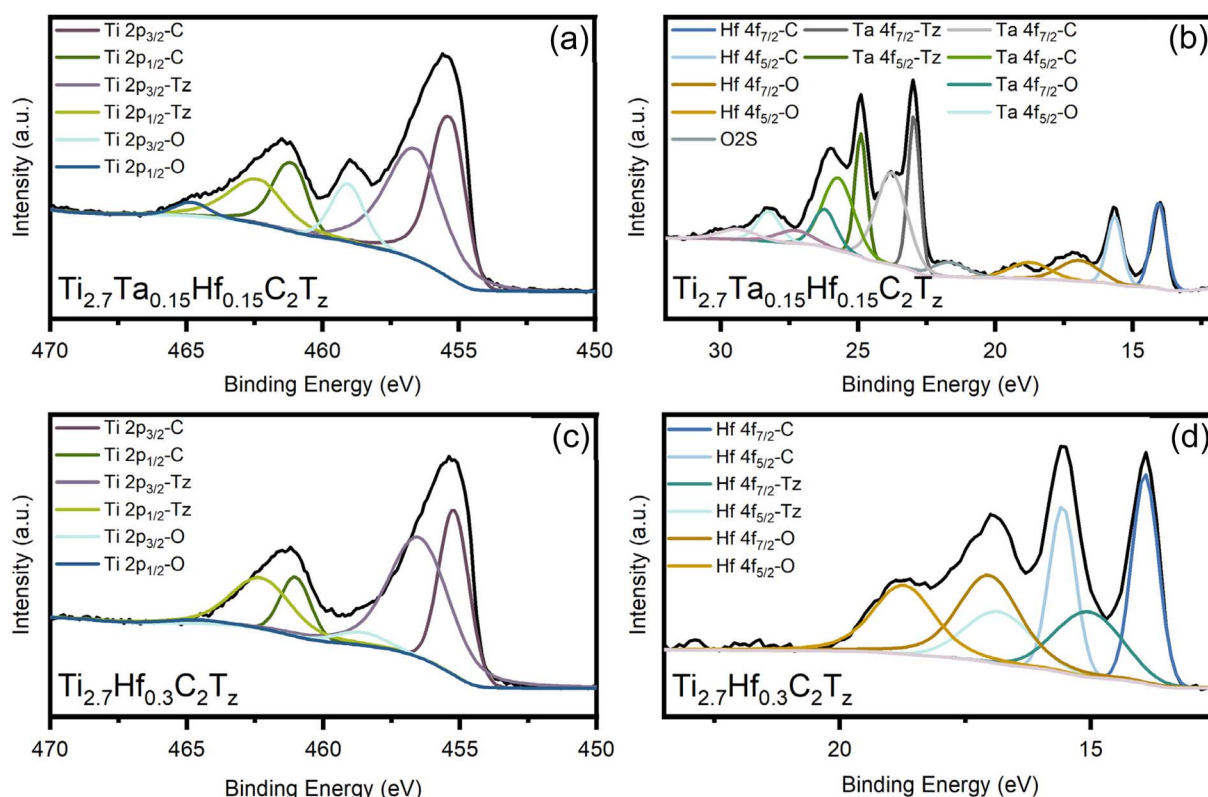 (a)
Ti 2p3/2-C
Ti 2p1/2-C
Ti 2p3/2-Tz
Ti 2p1/2-Tz
Ti 2p3/2-O
Ti 2p1/2-O
Intensity (a.u.)
Ti2.7Ta0.15Hf0.15C2Tz
470 465 460 455 450
Binding Energy (eV)
(b)
Hf 4f7/2-C Ta 4f7/2-Tz Ta 4f7/2-C
Hf 4f5/2-C Ta 4f5/2-Tz Ta 4f5/2-C
Hf 4f7/2-O Ta 4f7/2-O
Hf 4f5/2-O Ta 4f5/2-O
O2S
Intensity (a.u.)
Ti2.7Ta0.15Hf0.15C2Tz
30 25 20 15
Binding Energy (eV)
(c)
Ti 2p3/2-C
Ti 2p1/2-C
Ti 2p3/2-Tz
Ti 2p1/2-Tz
Ti 2p3/2-O
Ti 2p1/2-O
Intensity (a.u.)
Ti2.7Hf0.3C2Tz
470 465 460 455 450
Binding Energy (eV)
(d)
Hf 4f7/2-C
Hf 4f5/2-C
Hf 4f7/2-Tz
Hf 4f5/2-Tz
Hf 4f7/2-O
Hf 4f5/2-O
Intensity (a.u.)
Ti2.7Hf0.3C2Tz
20 15
Binding Energy (eV)